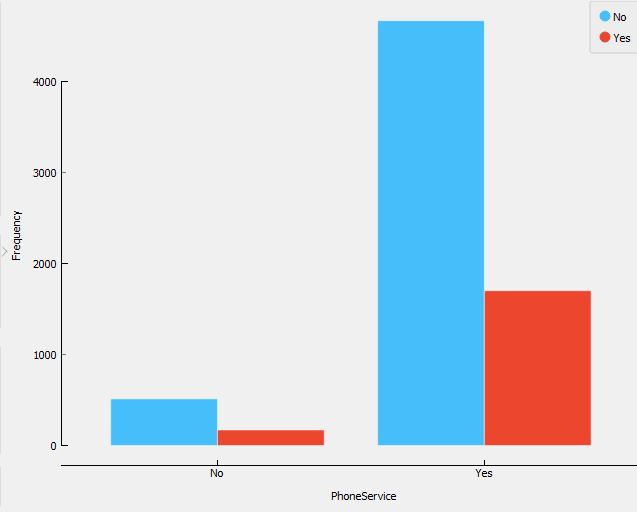 No
Yes
4000
3000
2000
1000
0
Frequency
No
Yes
PhoneService